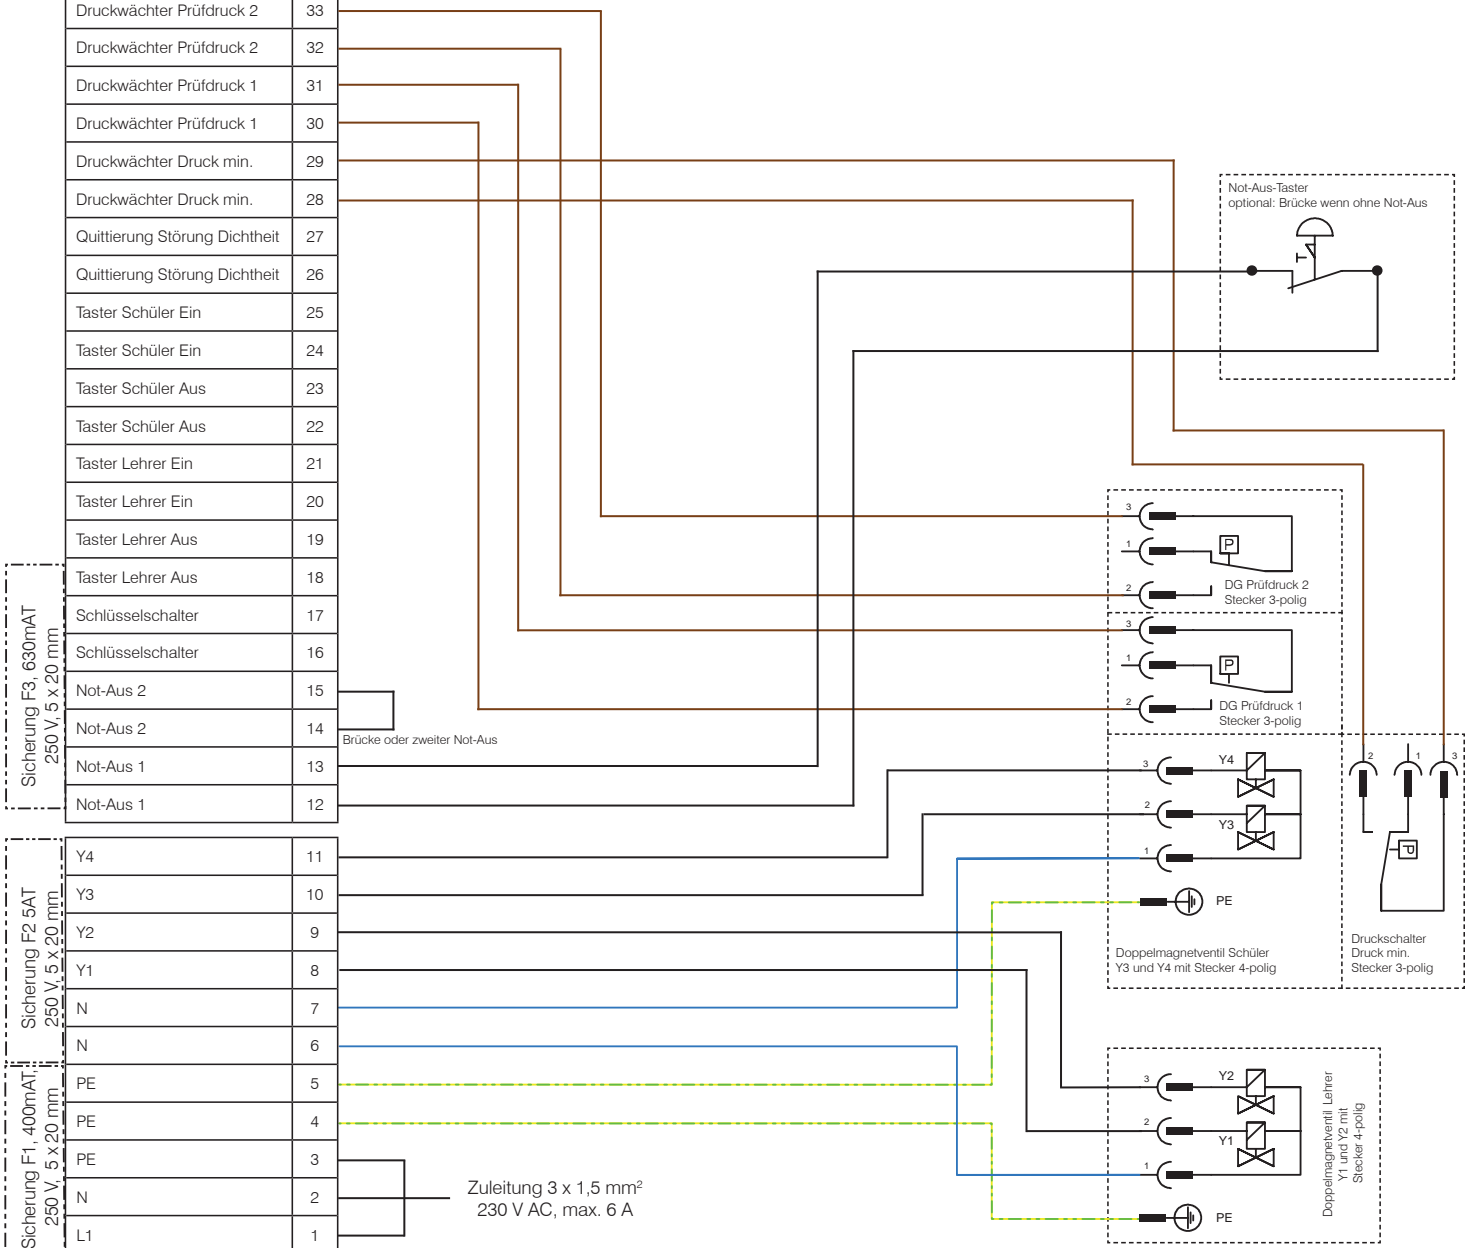 Druckwächter Prüfdruck 2 33
Druckwächter Prüfdruck 2 32
Druckwächter Prüfdruck 1 31
Druckwächter Prüfdruck 1 30
Druckwächter Druck min. 29
Druckwächter Druck min. 28
Quittierung Störung Dichtheit 27
Quittierung Störung Dichtheit 26
Taster Schüler Ein 25
Taster Schüler Ein 24
Taster Schüler Aus 23
Taster Schüler Aus 22
Taster Lehrer Ein 21
Taster Lehrer Ein 20
Taster Lehrer Aus 19
Taster Lehrer Aus 18
Schlüsselschalter 17
Schlüsselschalter 16
Not-Aus 2 15
Not-Aus 2 14
Not-Aus 1 13
Not-Aus 1 12
Sicherung F3, 630mAT
250 V, 5 x 20 mm
Brücke oder zweiter Not-Aus
Y4 11
Y3 10
Y2 9
Y1 8
N 7
N 6
PE 5
PE 4
PE 3
N 2
L1 1
Sicherung F2 5AT
250 V, 5 x 20 mm
Sicherung F1, 400mAT,
250 V, 5 x 20 mm
Zuleitung 3 x 1,5 mm²
230 V AC, max. 6 A
Not-Aus-Taster
optional: Brücke wenn ohne Not-Aus
3
1
P
2
DG Prüfdruck 2
Stecker 3-polig
3
1
P
2
DG Prüfdruck 1
Stecker 3-polig
3
Y4
2
Y3
1
PE
Doppelmagnetventil Schüler
Y3 und Y4 mit Stecker 4-polig
2
1
3
P
Druckschalter
Druck min.
Stecker 3-polig
3
Y2
2
Y1
1
PE
Doppelmagnetventil Lehrer
Y1 und Y2 mit
Stecker 4-polig